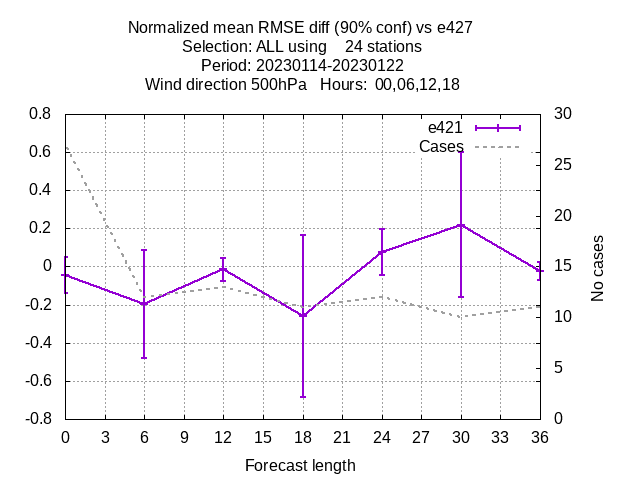 Normalized mean RMSE diff (90% conf) vs e427
Selection: ALL using    24 stations
Period: 20230114-20230122
Wind direction 500hPa   Hours:  00,06,12,18
0.8
0.6
0.4
0.2
0
-0.2
-0.4
-0.6
-0.8
e421
Cases
30
25
20
15
10
5
0
No cases
0 3 6 9 12 15 18 21 24 27 30 33 36
Forecast length